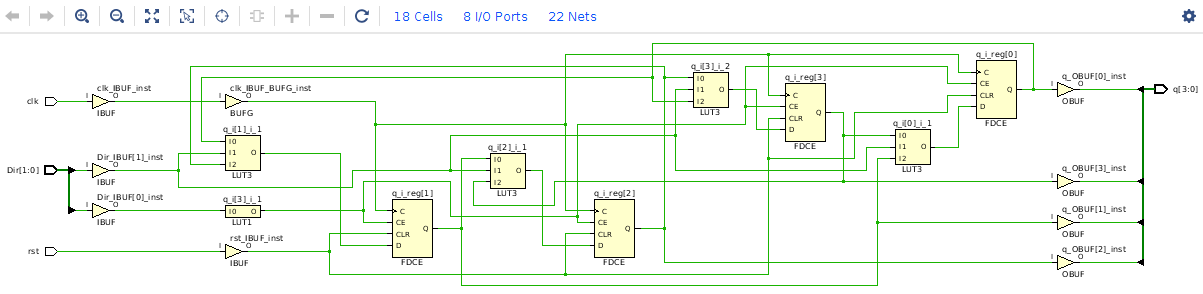 18 Cells 8 I/O Ports 22 Nets
q_i_reg[0]
q_i[3]_i_2
q_i_reg[3]
C
CE
CLR
D
Q
FDCE
I0
I1
I2
O
LUT3
C
CE
CLR
D
Q
FDCE
q_OBUF[0]_inst
I O
OBUF
q[3:0]
clk
clk_IBUF_inst
I O
IBUF
clk_IBUF_BUFG_inst
I O
BUFG
q_i[1]_i_1
I0
I1
I2
O
LUT3
q_i[0]_i_1
I0
I1
I2
O
LUT3
Dir[1:0]
Dir_IBUF[1]_inst
I O
IBUF
q_i[2]_i_1
I0
I1
I2
O
LUT3
q_OBUF[3]_inst
I O
OBUF
Dir_IBUF[0]_inst
I O
IBUF
q_i[3]_i_1
I0 O
LUT1
q_i_reg[1]
C
CE
CLR
D
Q
FDCE
q_i_reg[2]
C
CE
CLR
D
Q
FDCE
q_OBUF[1]_inst
I O
OBUF
rst
rst_IBUF_inst
I O
IBUF
q_OBUF[2]_inst
I O
OBUF